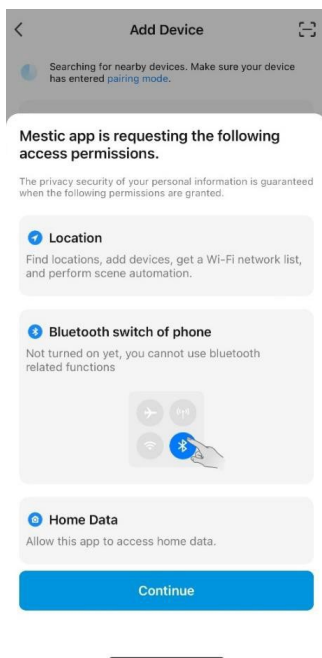 Add Device
Searching for nearby devices. Make sure your device
has entered pairing mode.
Mestic app is requesting the following
access permissions.
The privacy security of your personal information is guaranteed
when the following permissions are granted.
Location
Find locations, add devices, get a Wi-Fi network list,
and perform scene automation.
Bluetooth switch of phone
Not turned on yet, you cannot use bluetooth
related functions
Home Data
Allow this app to access home data.
Continue